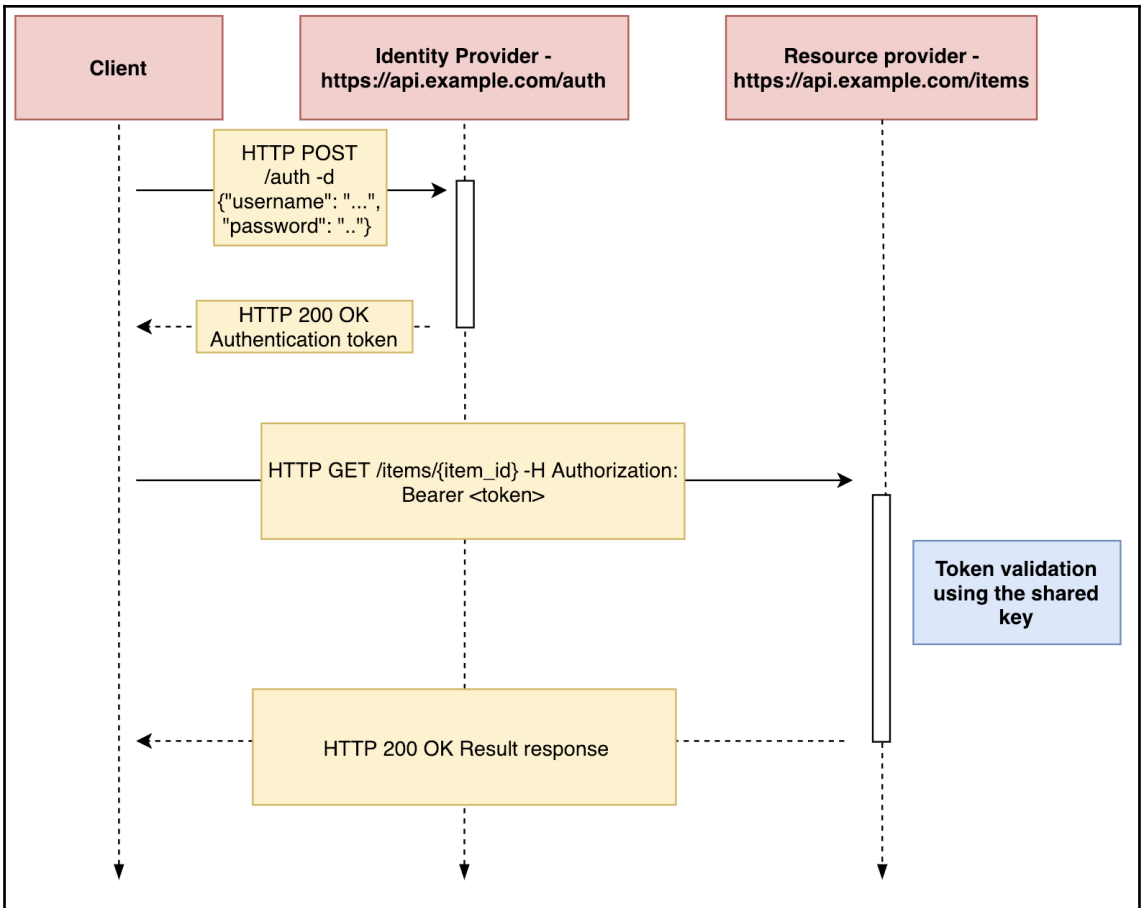 Client
Identity Provider -
https://api.example.com/auth
Resource provider -
https://api.example.com/items
HTTP POST
/auth -d
{"username": "...",
"password": ".."}
HTTP 200 OK
Authentication token
HTTP GET /items/{item_id} -H Authorization:
Bearer <token>
Token validation
using the shared
key
HTTP 200 OK Result response